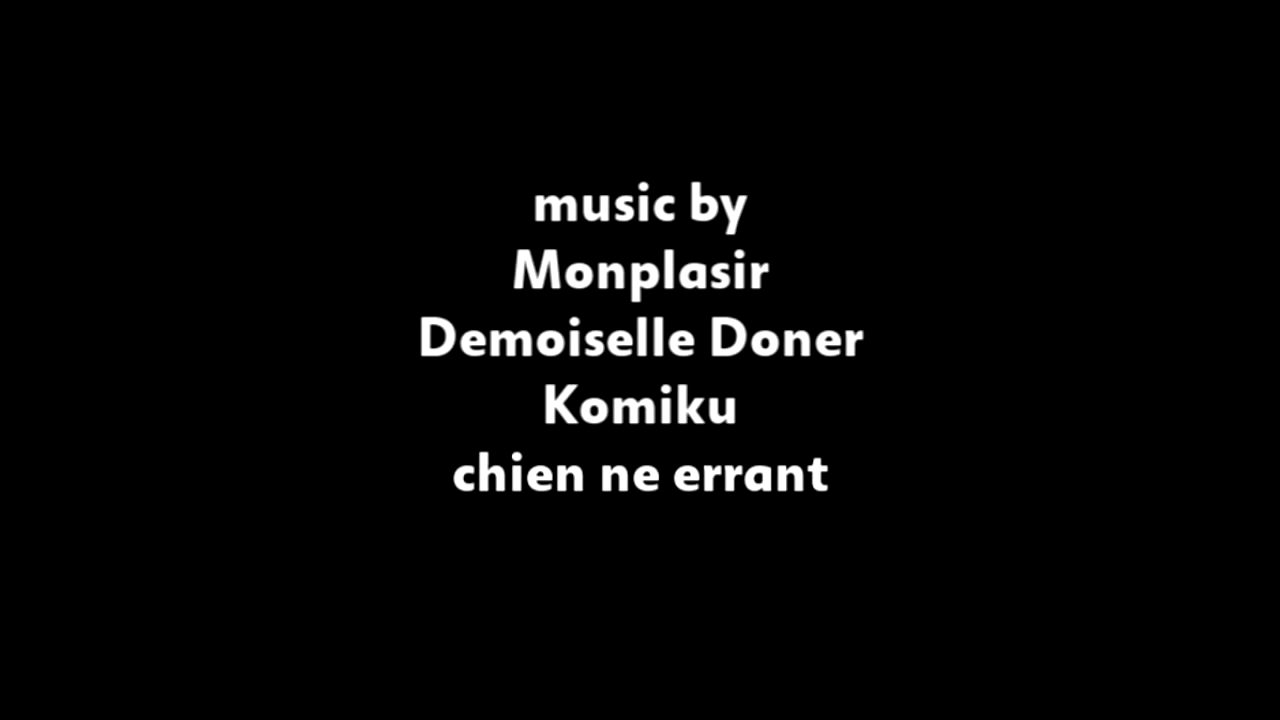 music by
Monplasir
Demoiselle Doner
Komiku
chien ne errant